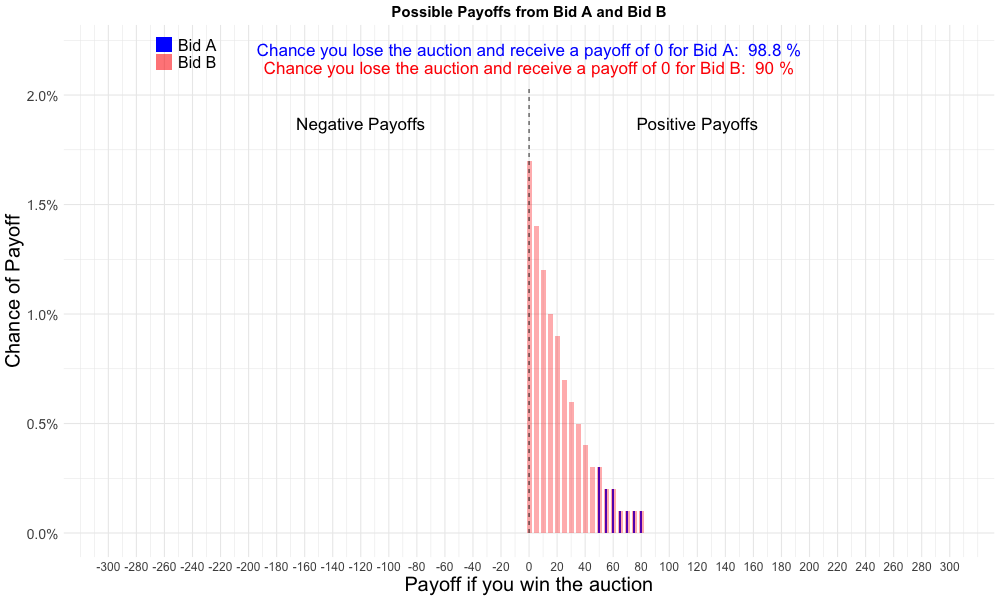 Possible Payoffs from Bid A and Bid B
Bid A
Bid B
Chance you lose the auction and receive a payoff of 0 for Bid A: 98.8 %
Chance you lose the auction and receive a payoff of 0 for Bid B: 90 %
Negative Payoffs
Positive Payoffs
Chance of Payoff
2.0%
1.5%
1.0%
0.5%
0.0%
-300 -280 -260 -240 -220 -200 -180 -160 -140 -120 -100 -80 -60 -40 -20 0 20 40 60 80 100 120 140 160 180 200 220 240 260 280 300
Payoff if you win the auction